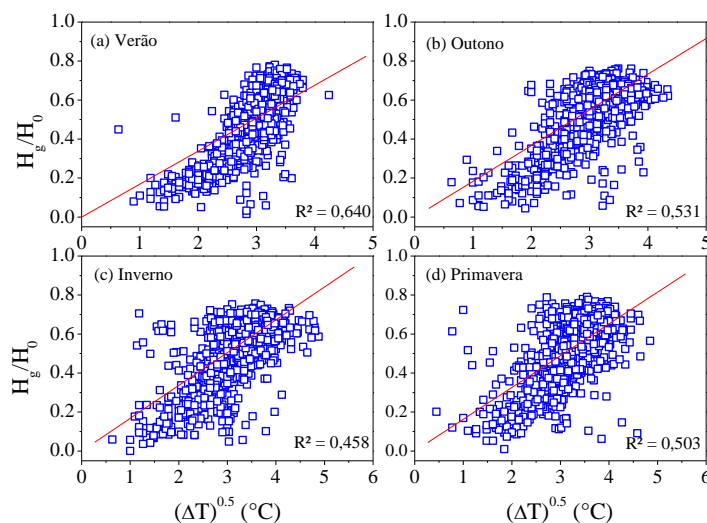 (a) Verão
(b) Outono
H_g/H_0
1.0
0.8
0.6
0.4
0.2
0.0
1.0
0.8
0.6
0.4
0.2
0.0
R² = 0,640
R² = 0,531
0 1 2 3 4 5
0 1 2 3 4 5
(c) Inverno
(d) Primavera
H_g/H_0
1.0
0.8
0.6
0.4
0.2
0.0
1.0
0.8
0.6
0.4
0.2
0.0
R² = 0,458
R² = 0,503
0 1 2 3 4 5 6
0 1 2 3 4 5 6
(ΔT)^0.5 (°C)
(ΔT)^0.5 (°C)